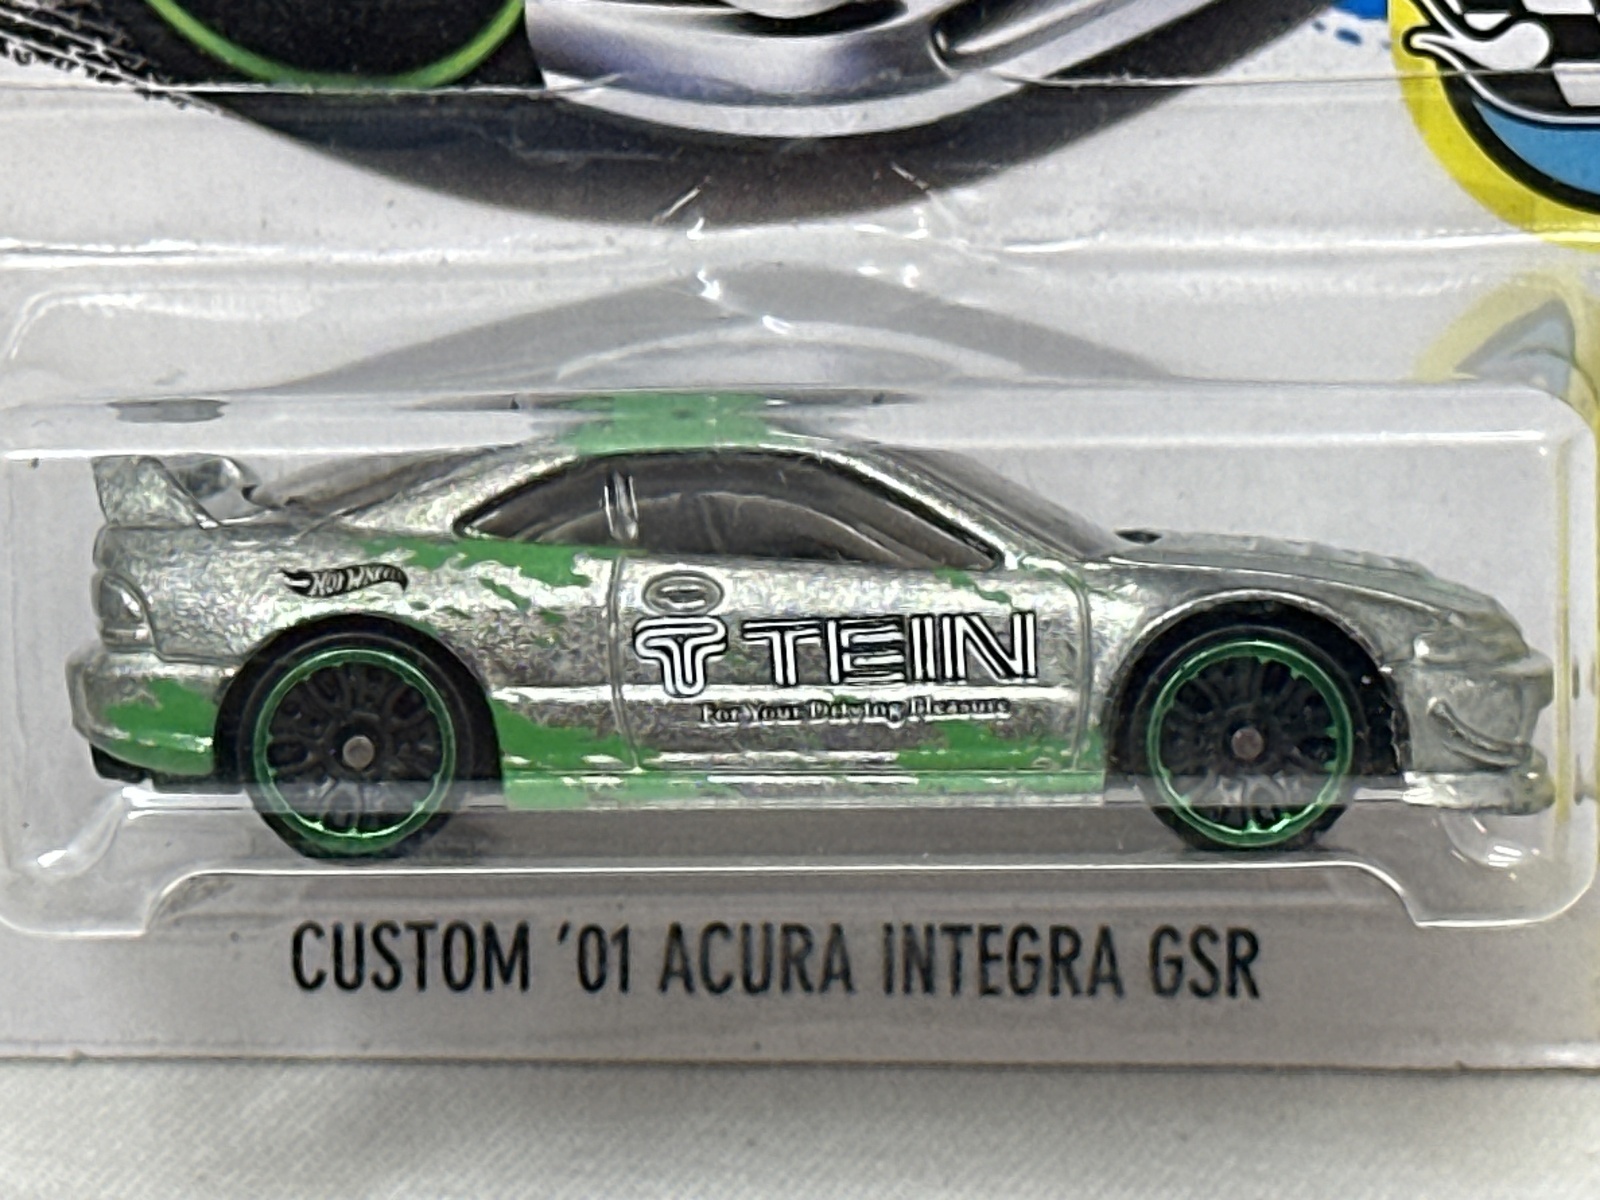 HOT WHEELS
TEIN
For Your Driving Pleasure
CUSTOM '01 ACURA INTEGRA GSR